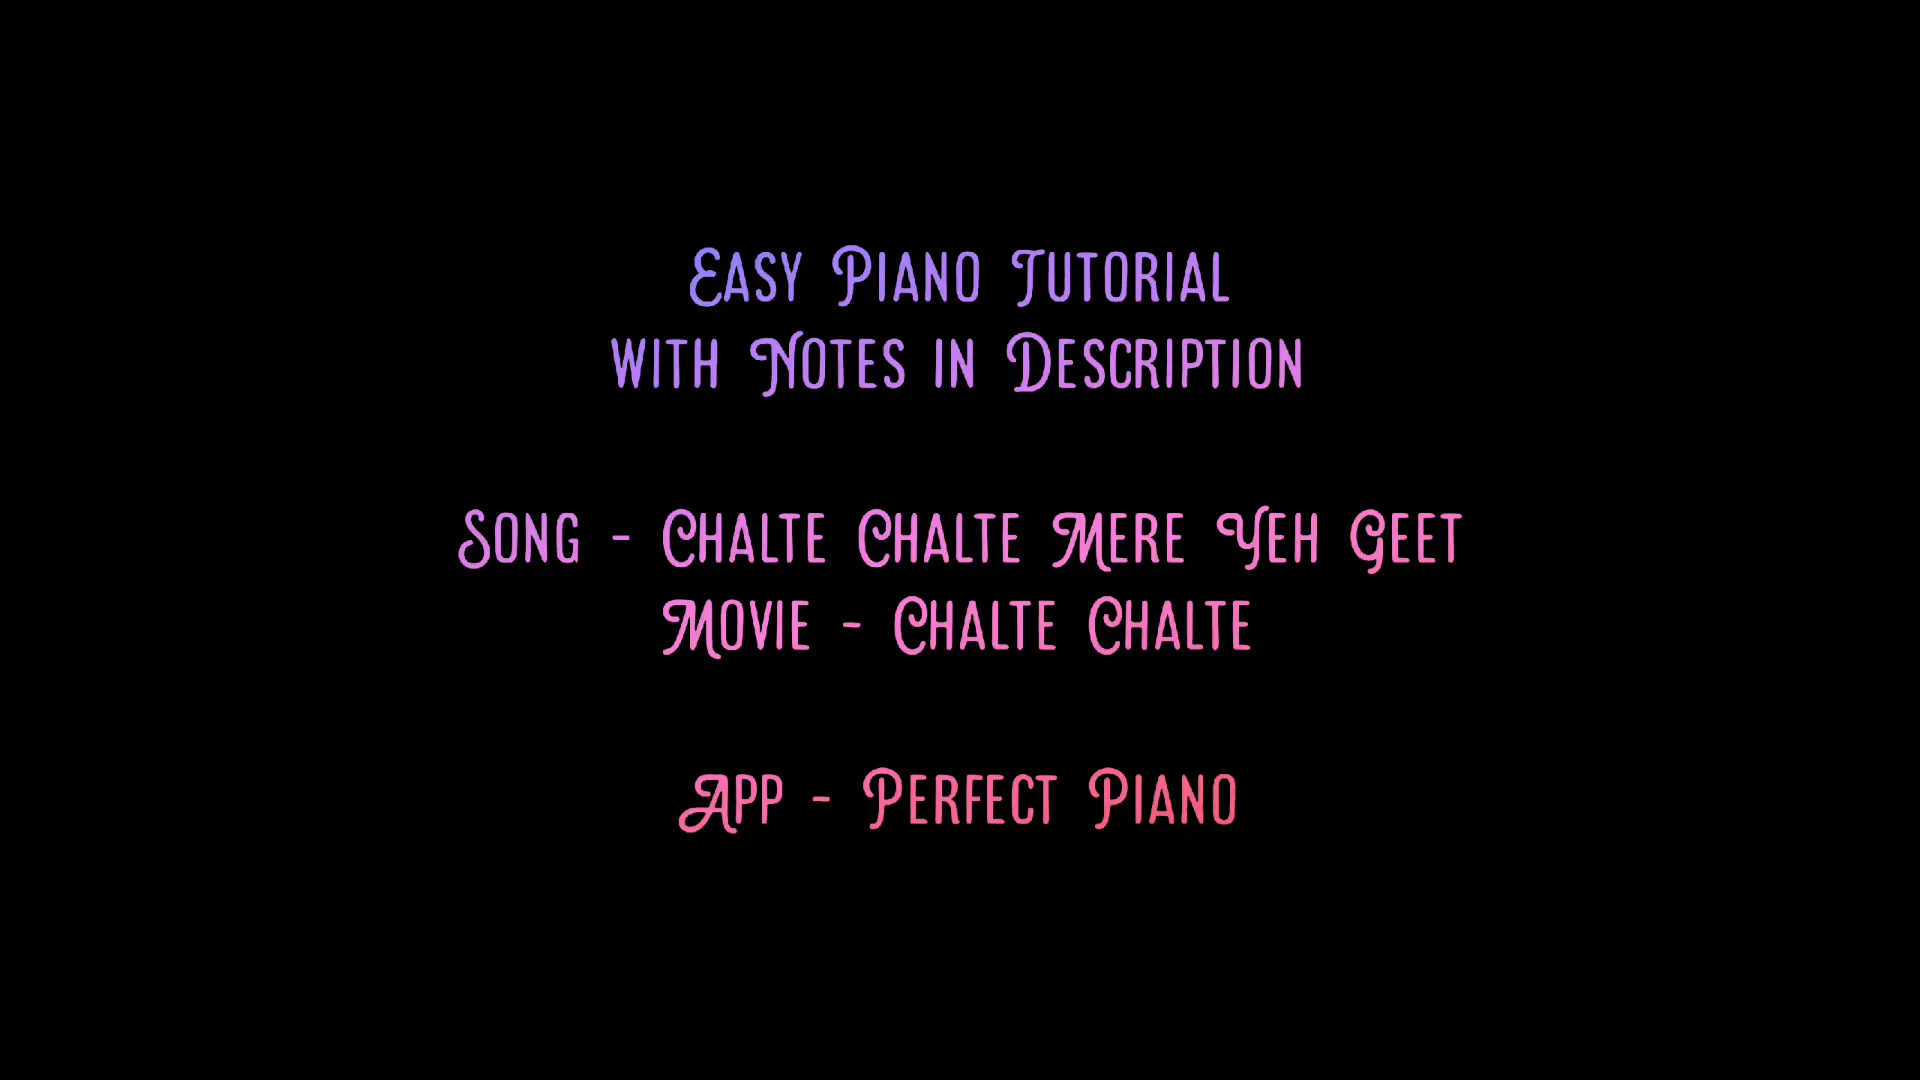 Easy Piano Tutorial
with Notes in Description
Song - Chalte Chalte Mere Yeh Geet
Movie - Chalte Chalte
App - Perfect Piano